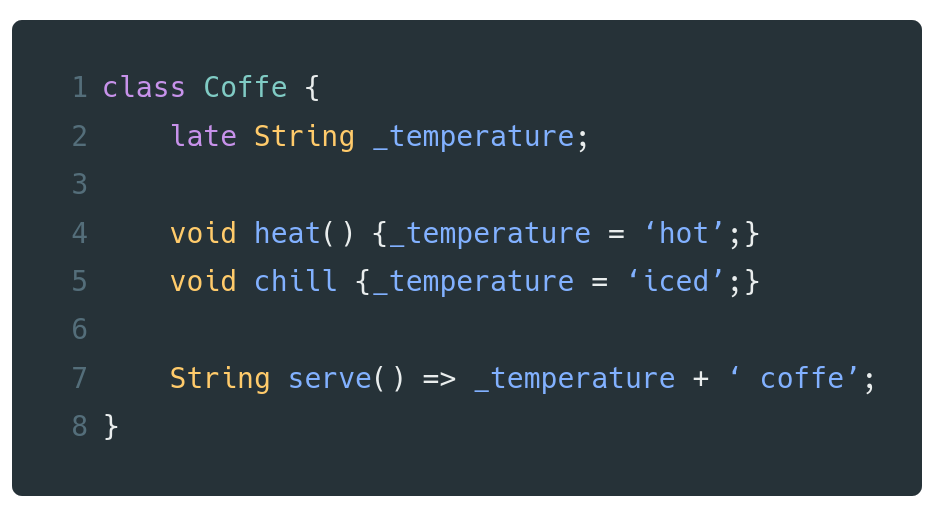 1 class Coffe {
2     late String _temperature;
3
4     void heat() {_temperature = ‘hot’;}
5     void chill {_temperature = ‘iced’;}
6
7     String serve() => _temperature + ‘ coffe’;
8 }